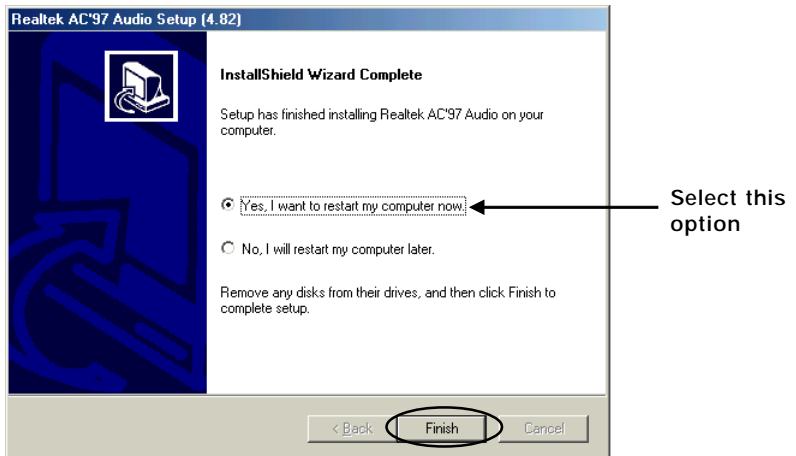 Realtek AC'97 Audio Setup (4.82)
InstallShield Wizard Complete
Setup has finished installing Realtek AC'97 Audio on your
computer.
Yes, I want to restart my computer now.
Select this
option
No, I will restart my computer later.
Remove any disks from their drives, and then click Finish to
complete setup.
< Back
Finish
Cancel